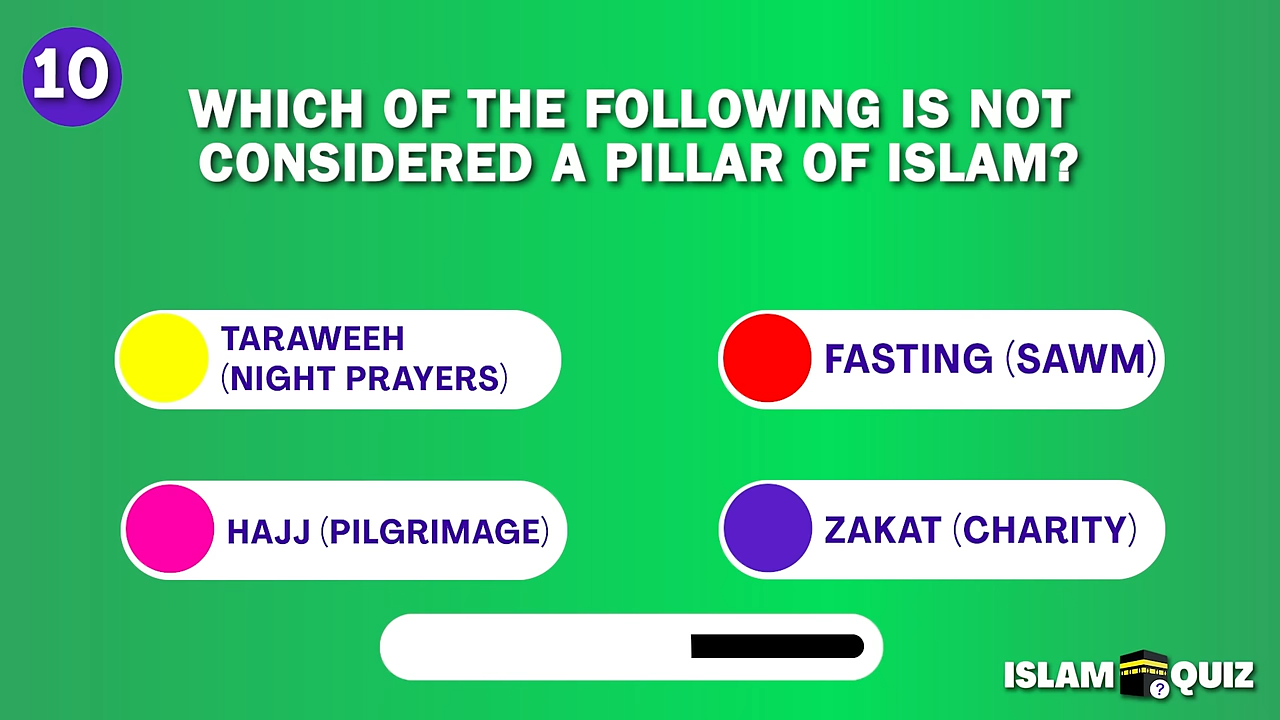 10
WHICH OF THE FOLLOWING IS NOT
CONSIDERED A PILLAR OF ISLAM?
TARAWEEH
(NIGHT PRAYERS)
FASTING (SAWM)
HAJJ (PILGRIMAGE)
ZAKAT (CHARITY)
ISLAM ? QUIZ